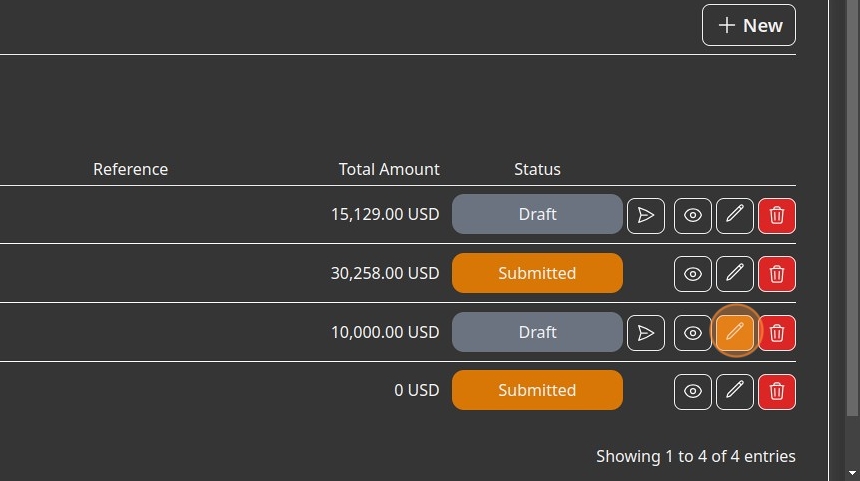 New
Reference Total Amount Status
15,129.00 USD Draft
30,258.00 USD Submitted
10,000.00 USD Draft
0 USD Submitted
Showing 1 to 4 of 4 entries